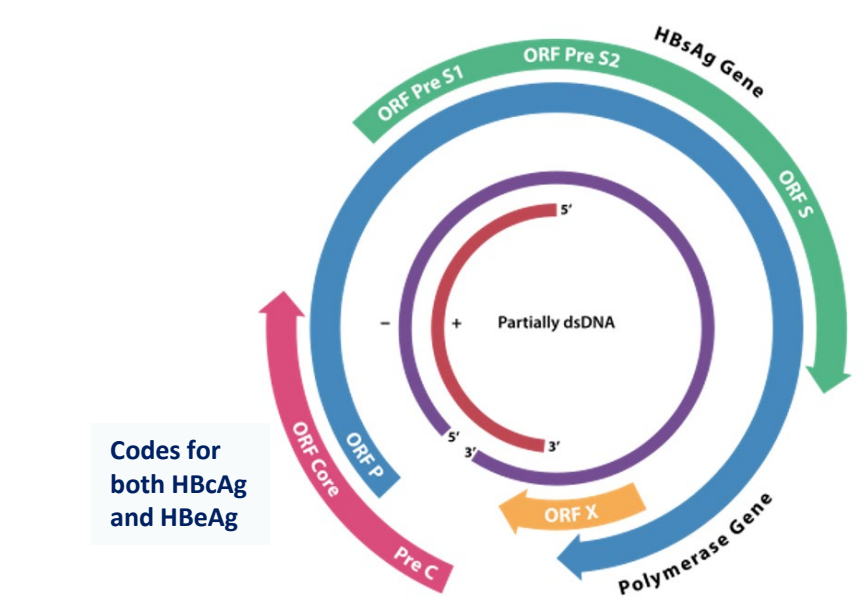 HBsAg Gene
ORF Pre S1
ORF Pre S2
ORF S
5′
–
+
Partially dsDNA
5′
3′
3′
ORF Core
ORF P
Codes for
both HBcAg
and HBeAg
ORF X
Pre C
Polymerase Gene